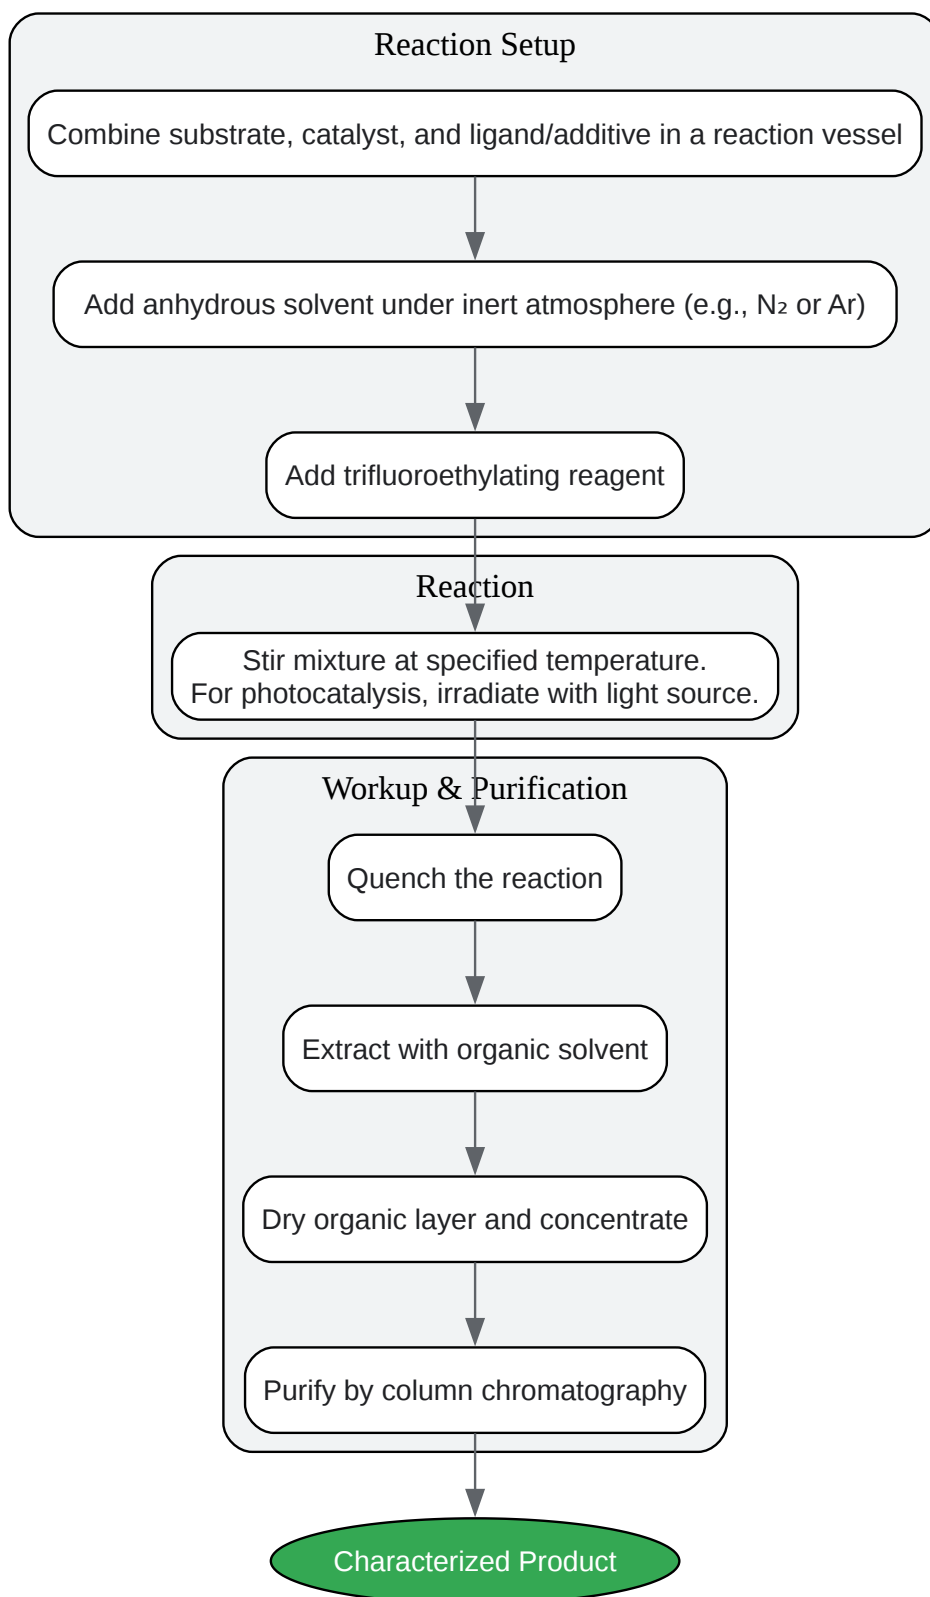 Reaction Setup
Combine substrate, catalyst, and ligand/additive in a reaction vessel
Add anhydrous solvent under inert atmosphere (e.g., N₂ or Ar)
Add trifluoroethylating reagent
Reaction
Stir mixture at specified temperature.
For photocatalysis, irradiate with light source.
Workup & Purification
Quench the reaction
Extract with organic solvent
Dry organic layer and concentrate
Purify by column chromatography
Characterized Product